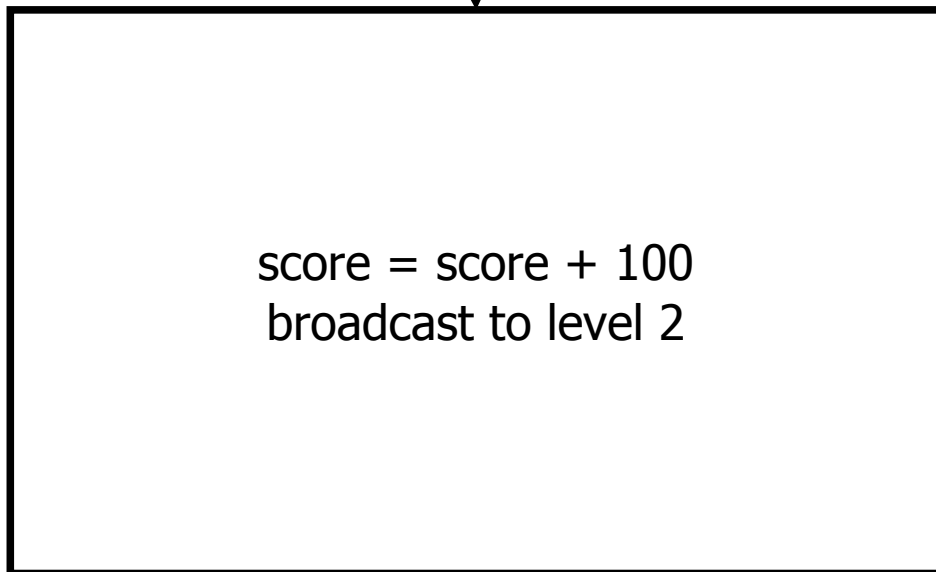 score = score + 100
broadcast to level 2